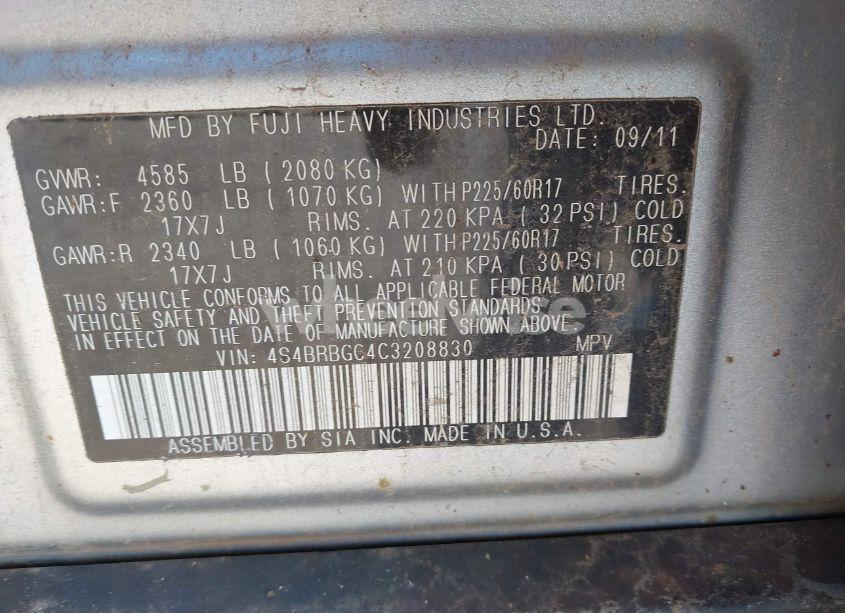 MFD BY FUJI HEAVY INDUSTRIES LTD.
DATE: 09/11
GVWR: 4585 LB ( 2080 KG)
GAWR:F 2360 LB ( 1070 KG) WITHP225/60R17 TIRES.
17X7J RIMS. AT 220 KPA ( 32 PSI) COLD
GAWR:R 2340 LB ( 1060 KG) WITHP225/60R17 TIRES.
17X7J RIMS. AT 210 KPA ( 30 PSI) COLD
THIS VEHICLE CONFORMS TO ALL APPLICABLE FEDERAL MOTOR
VEHICLE SAFETY AND THEFT PREVENTION STANDARDS
IN EFFECT ON THE DATE OF MANUFACTURE SHOWN ABOVE.
VIN: 4S4BRBGC4C3208830 MPV
ASSEMBLED BY SIA INC. MADE IN U.S.A.